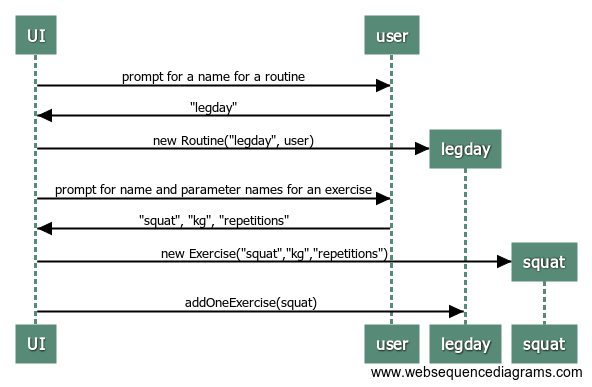 UI user
prompt for a name for a routine
"legday"
new Routine("legday", user)
legday
prompt for name and parameter names for an exercise
"squat", "kg", "repetitions"
new Exercise("squat","kg","repetitions")
squat
addOneExercise(squat)
UI user legday squat
www.websequencediagrams.com